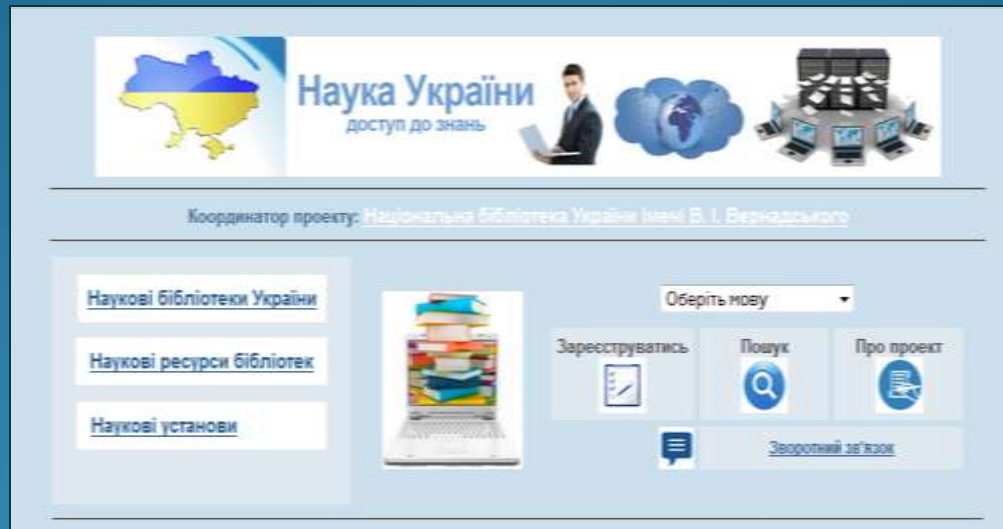 Наука України
доступ до знань
Координатор проекту: Національна бібліотека України імені В. І. Вернадського
Наукові бібліотеки України
Наукові ресурси бібліотек
Наукові установи
Оберіть мову
Зареєструватись
Пошук
Про проект
Зворотний зв'язок